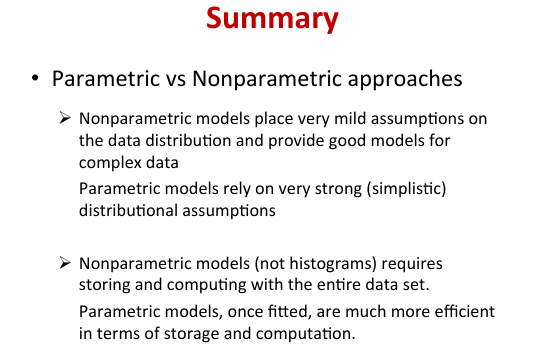 Summary
• Parametric vs Nonparametric approaches
➢ Nonparametric models place very mild assumptions on
the data distribution and provide good models for
complex data
Parametric models rely on very strong (simplistic)
distributional assumptions
➢ Nonparametric models (not histograms) requires
storing and computing with the entire data set.
Parametric models, once fitted, are much more efficient
in terms of storage and computation.